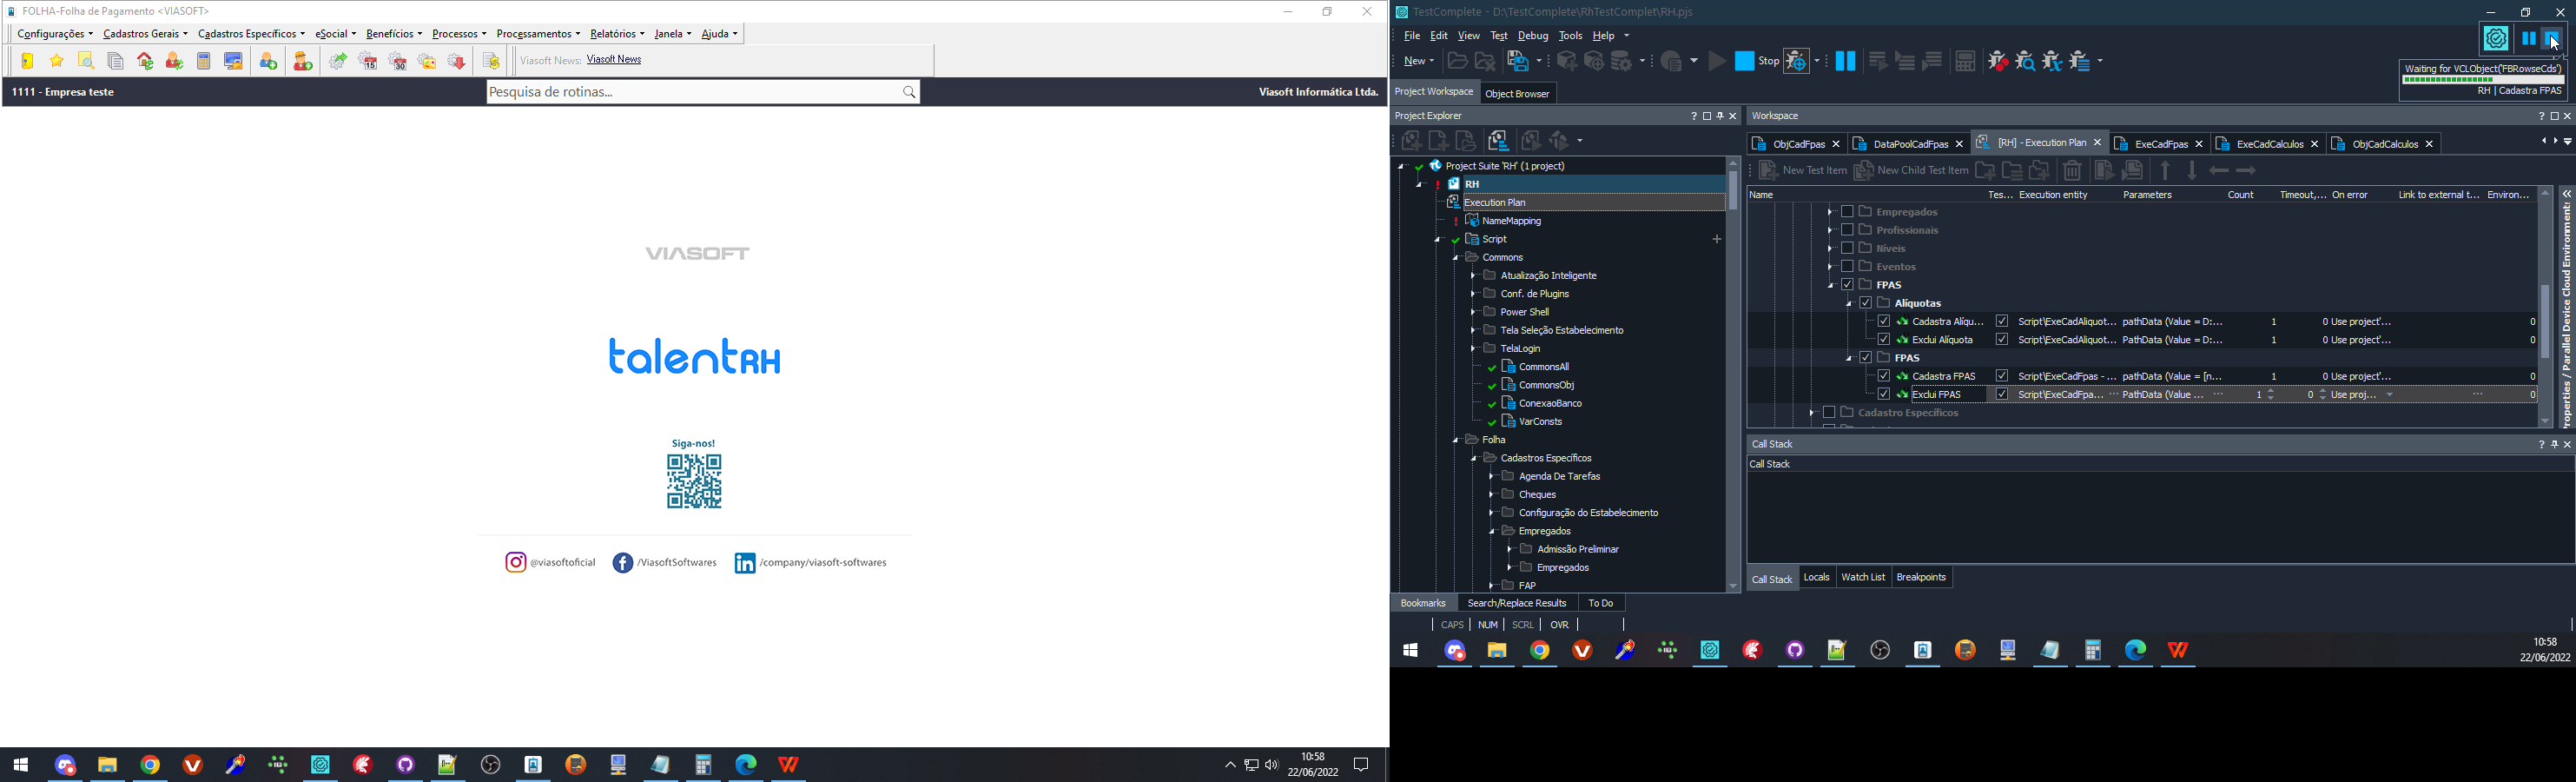 FOLHA-Folha de Pagamento <VIASOFT>
Configurações Cadastros Gerais Cadastros Específicos eSocial Benefícios Processos Processamentos Relatórios Janela Ajuda
15 30 Viasoft News: Viasoft News
1111 - Empresa teste Pesquisa de rotinas... Viasoft Informática Ltda.
VIASOFT
talentRH
Siga-nos!
@viasoftoficial /ViasoftSoftwares /company/viasoft-softwares
10:58
22/06/2022
TestComplete - D:\TestComplete\RhTestComplet\RH.pjs
File Edit View Test Debug Tools Help
New Stop
Waiting for VCLObject('FBRowseCds')
RH | Cadastra FPAS
Project Workspace Object Browser
Project Explorer
Project Suite 'RH' (1 project)
RH
Execution Plan
NameMapping
Script
Commons
Atualização Inteligente
Conf. de Plugins
Power Shell
Tela Seleção Estabelecimento
TelaLogin
CommonsAll
CommonsObj
ConexaoBanco
VarConsts
Folha
Cadastros Específicos
Agenda De Tarefas
Cheques
Configuração do Estabelecimento
Empregados
Admissão Preliminar
Empregados
FAP
Bookmarks Search/Replace Results To Do
CAPS NUM SCRL OVR
Workspace
ObjCadFpas DataPoolCadFpas [RH] - Execution Plan ExeCadFpas ExeCadCalculos ObjCadCalculos
New Test Item New Child Test Item
Name Tes... Execution entity Parameters Count Timeout,... On error Link to external t... Environ...
Empregados
Profissionais
Níveis
Eventos
FPAS
Alíquotas
Cadastra Alíqu... Script\ExeCadAliquot... pathData (Value = D:... 1 0 Use project'... 0
Exclui Alíquota Script\ExeCadAliquot... pathData (Value = D:... 1 0 Use project'... 0
FPAS
Cadastra FPAS Script\ExeCadFpas - ... pathData (Value = [n... 1 0 Use project'... 0
Exclui FPAS Script\ExeCadFpa... ... PathData (Value ... ... 1 0 Use proj... ... 0
Cadastro Específicos
Properties / Parallel Device Cloud Environments
Call Stack
Call Stack
Call Stack Locals Watch List Breakpoints
10:58
22/06/2022